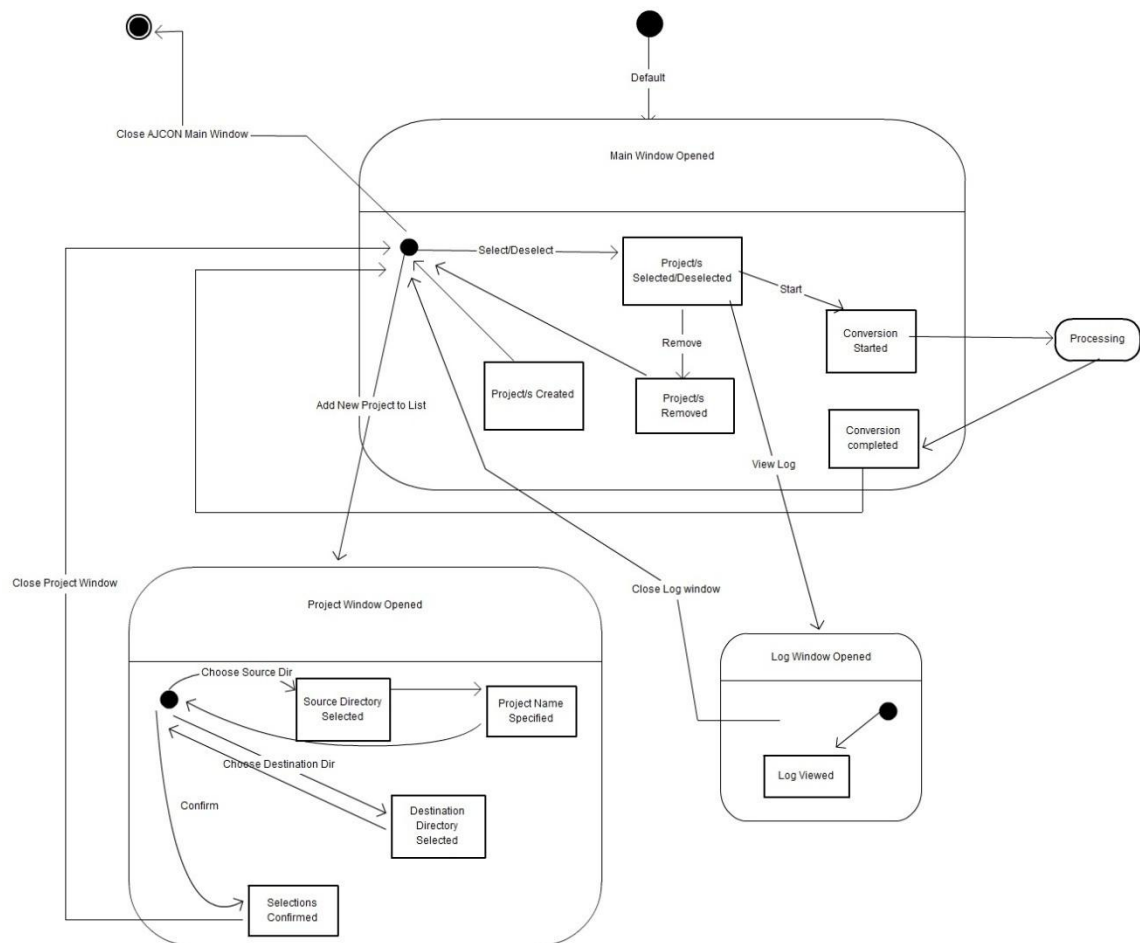 Default
Close AJCON Main Window
Main Window Opened
Select/Deselect
Project/s
Selected/Deselected
Start
Conversion
Started
Processing
Remove
Project/s Created
Project/s
Removed
Add New Project to List
Conversion
completed
View Log
Close Project Window
Close Log window
Project Window Opened
Choose Source Dir
Source Directory
Selected
Project Name
Specified
Choose Destination Dir
Confirm
Destination
Directory
Selected
Selections
Confirmed
Log Window Opened
Log Viewed